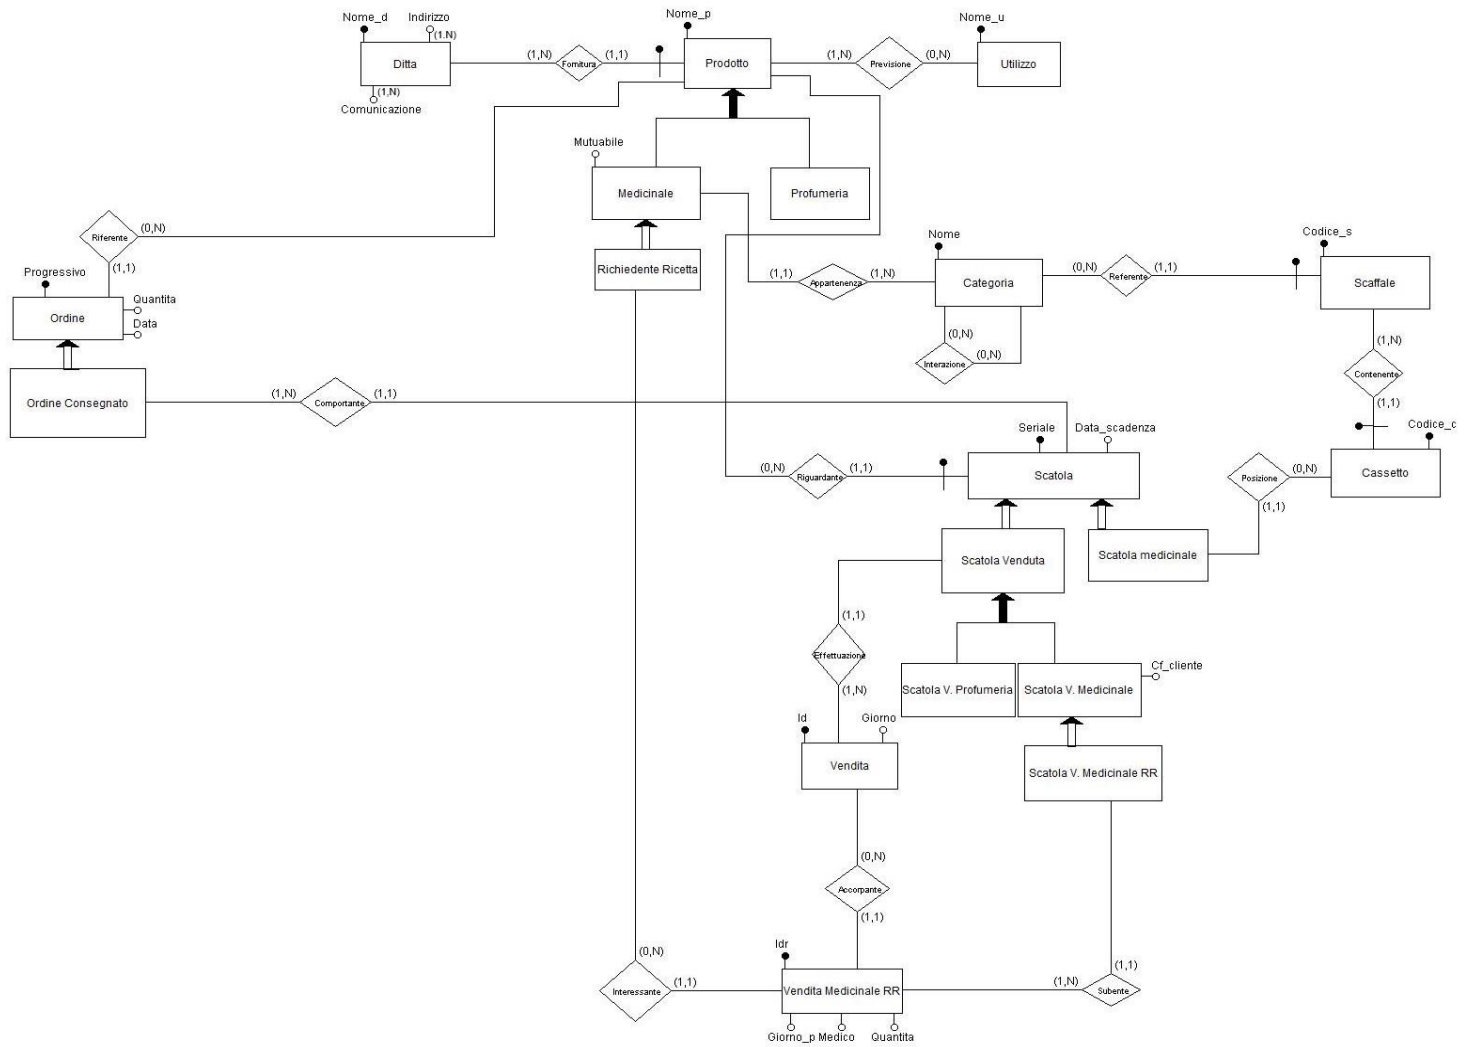 Nome_d
Indirizzo
(1.N)
Ditta
(1,N)
Comunicazione
(1,N)
Fornitura
(1,1)
Nome_p
Prodotto
(1,N)
Previsione
(0,N)
Nome_u
Utilizzo
Mutuabile
Medicinale
Profumeria
Richiedente Ricetta
Riferente
(0,N)
(1,1)
Progressivo
Ordine
Quantita
Data
Ordine Consegnato
(1,N)
Comportante
(1,1)
(1,1)
Appartenenza
(1,N)
Nome
Categoria
(0,N)
Interazione
(0,N)
(0,N)
Referente
(1,1)
Codice_s
Scaffale
(1,N)
Contenente
(1,1)
Codice_c
Cassetto
(0,N)
Posizione
(1,1)
(0,N)
Riguardante
(1,1)
Seriale
Data_scadenza
Scatola
Scatola Venduta
Scatola medicinale
(1,1)
Effettuazione
(1,N)
Scatola V. Profumeria
Scatola V. Medicinale
Cf_cliente
Scatola V. Medicinale RR
Id
Giorno
Vendita
(0,N)
Accorpante
(1,1)
(0,N)
Interessante
(1,1)
Idr
Vendita Medicinale RR
(1,N)
Subente
(1,1)
Giorno_p
Medico
Quantita